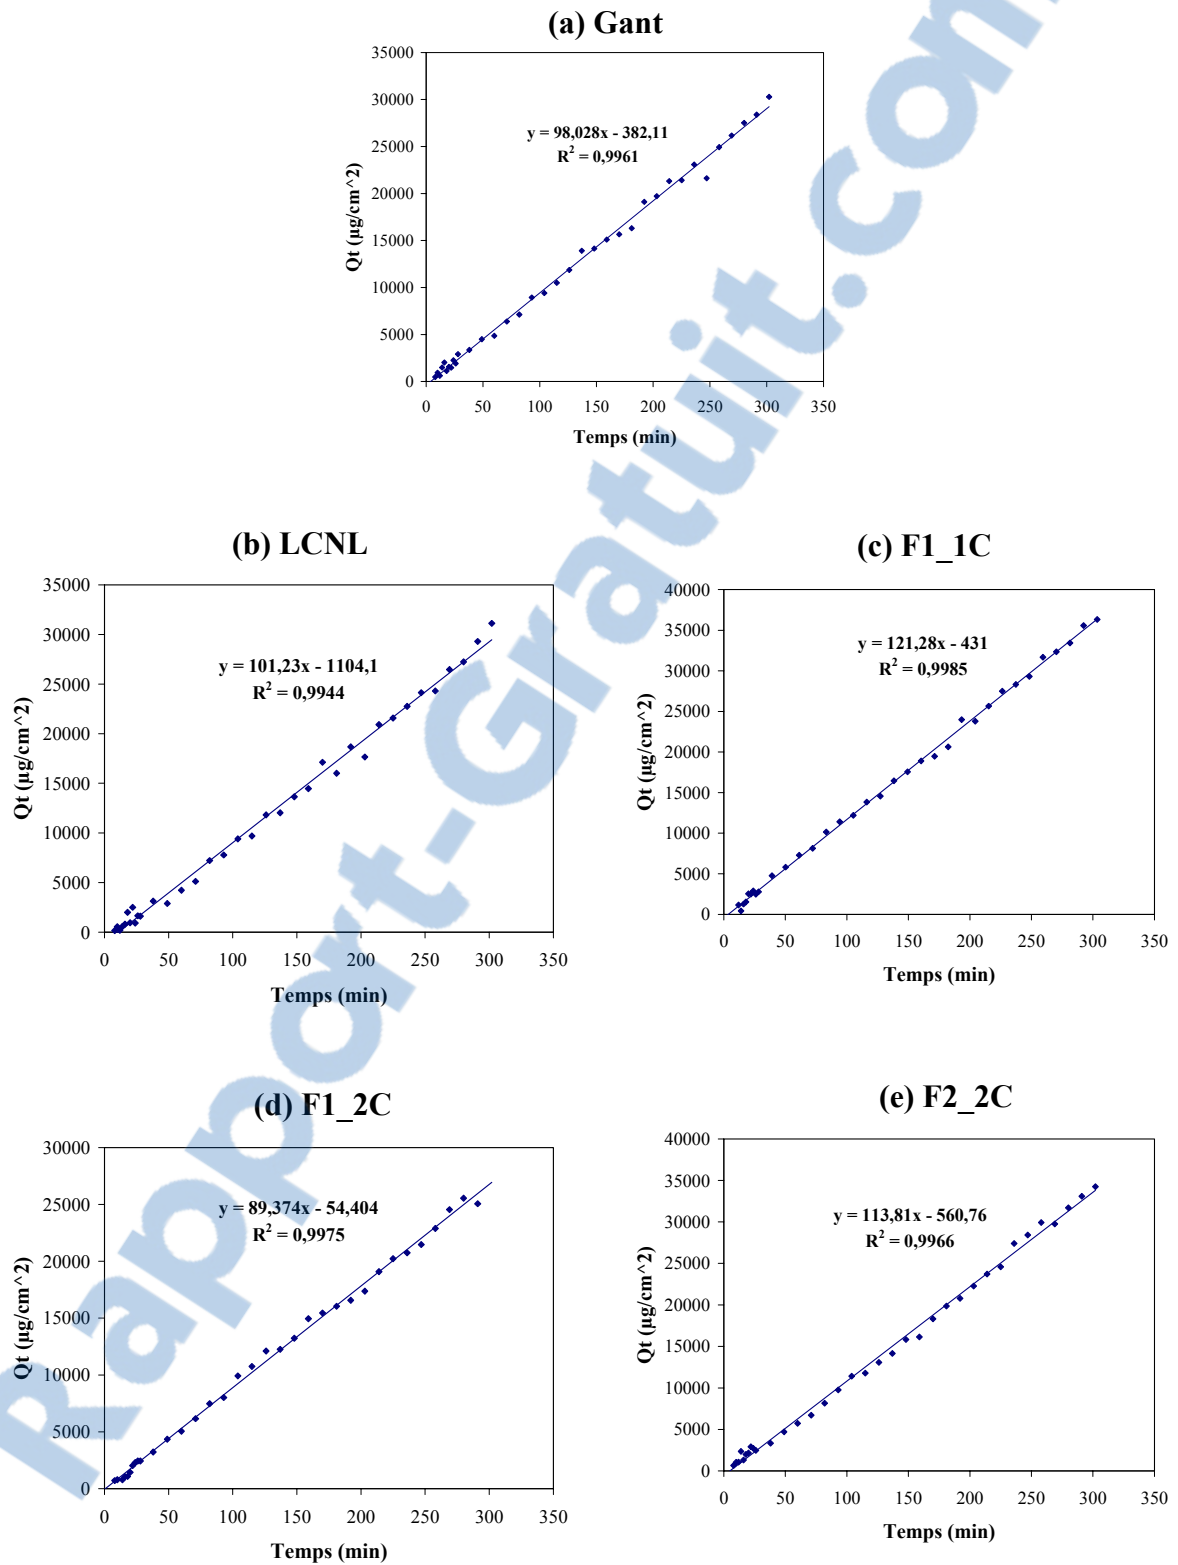 (a) Gant
35000
30000
25000
20000
15000
10000
5000
0
Qt (µg/cm^2)
y = 98,028x - 382,11
R² = 0,9961
0 50 100 150 200 250 300 350
Temps (min)
(b) LCNL
35000
30000
25000
20000
15000
10000
5000
0
Qt (µg/cm^2)
y = 101,23x - 1104,1
R² = 0,9944
0 50 100 150 200 250 300 350
Temps (min)
(c) F1_1C
40000
35000
30000
25000
20000
15000
10000
5000
0
Qt (µg/cm^2)
y = 121,28x - 431
R² = 0,9985
0 50 100 150 200 250 300 350
Temps (min)
(d) F1_2C
30000
25000
20000
15000
10000
5000
0
Qt (µg/cm^2)
y = 89,374x - 54,404
R² = 0,9975
0 50 100 150 200 250 300 350
Temps (min)
(e) F2_2C
40000
35000
30000
25000
20000
15000
10000
5000
0
Qt (µg/cm^2)
y = 113,81x - 560,76
R² = 0,9966
0 50 100 150 200 250 300 350
Temps (min)
Rapport-Gratuit.com